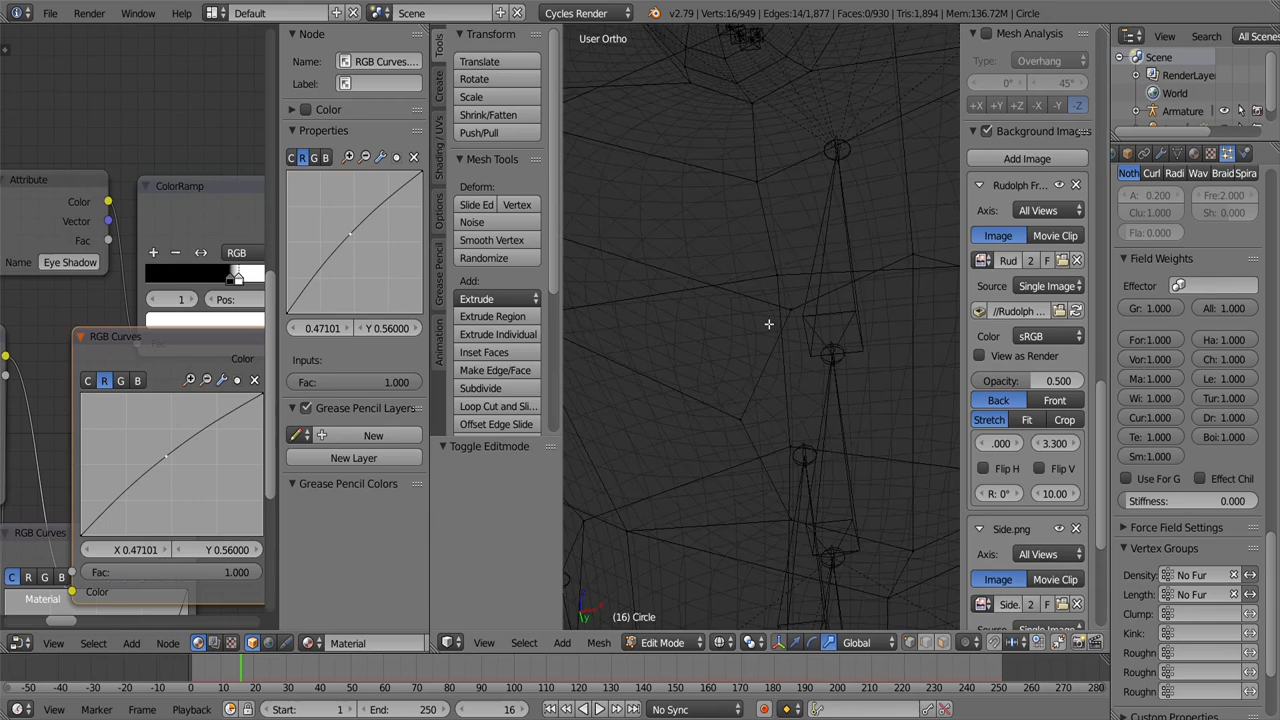 File Render Window Help Default Scene Cycles Render v2.79 | Verts:16/949 | Edges:14/1,877 | Faces:0/930 | Tris:1,894 | Mem:136.72M | Circle
Attribute
Color
Vector
Fac
Name: Eye Shadow
ColorRamp
RGB
1 Pos:
Fac
Color
RGB Curves
C R G B
X 0.47101 Y 0.56000
Fac: 1.000
Color
RGB Curves
C R G B
Material
View Select Add Node Material
Node
Name: RGB Curves....
Label:
Color
Properties
C R G B
X 0.47101 Y 0.56000
Inputs:
Fac: 1.000
Grease Pencil Layers
New
New Layer
Grease Pencil Colors
Tools
Create
Shading / UVs
Options
Grease Pencil
Animation
Transform
Translate
Rotate
Scale
Shrink/Fatten
Push/Pull
Mesh Tools
Deform:
Slide Ed Vertex
Noise
Smooth Vertex
Randomize
Add:
Extrude
Extrude Region
Extrude Individual
Inset Faces
Make Edge/Face
Subdivide
Loop Cut and Sli...
Offset Edge Slide
Toggle Editmode
User Ortho
(16) Circle
View Select Add Mesh Edit Mode Global
Mesh Analysis
Type: Overhang
0° 45°
+X +Y +Z -X -Y -Z
Background Images
Add Image
Rudolph Fr...
Axis: All Views
Image Movie Clip
Rud 2 F
Source Single Image
//Rudolph ...
Color sRGB
View as Render
Opacity: 0.500
Back Front
Stretch Fit Crop
.000 3.300
Flip H Flip V
R: 0° 10.00
Side.png
Axis: All Views
Image Movie Clip
Side. 2 F
View Search All Scenes
Scene
RenderLayer
World
Armature
Noth Curl Radi Wav Braid Spira
A: 0.200 Fre:2.000
Clu:1.000 Sh: 0.000
Fla: 0.000
Field Weights
Effector
Gr: 1.000 All: 1.000
For: 1.000 Ha: 1.000
Vor:1.000 Ch: 1.000
Ma: 1.000 Le: 1.000
Wi: 1.000 Tur:1.000
Cur:1.000 Dr: 1.000
Te: 1.000 Boi:1.000
Sm:1.000
Use For G Effect Chil
Stiffness: 0.000
Force Field Settings
Vertex Groups
Density: No Fur
Length: No Fur
Clump:
Kink:
Roughn
Roughn
Roughn
Textures
-50 -40 -30 -20 -10 0 10 20 30 40 50 60 70 80 90 100 110 120 130 140 150 160 170 180 190 200 210 220 230 240 250 260 270 280
View Marker Frame Playback Start: 1 End: 250 16 No Sync